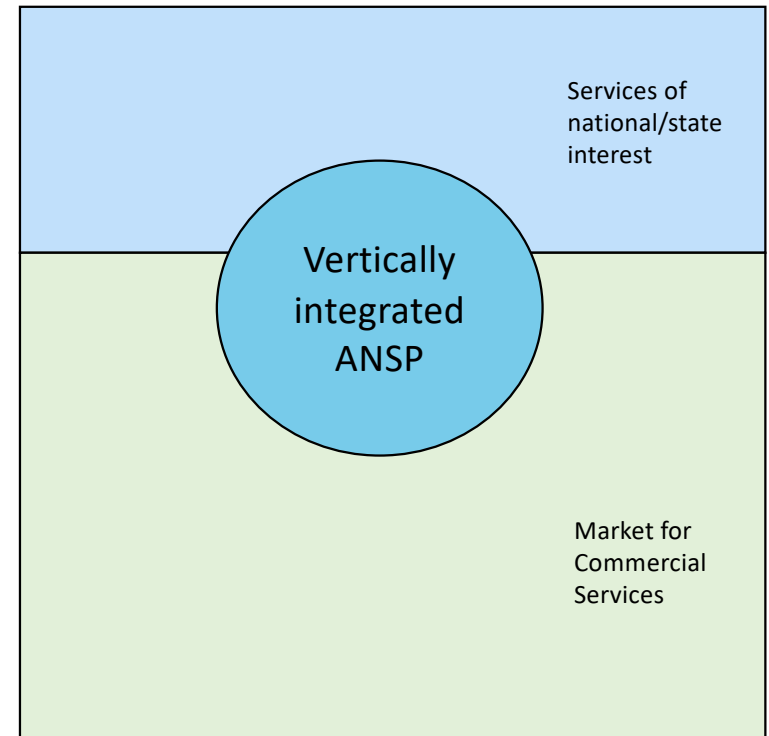 Services of
national/state
interest
Vertically
integrated
ANSP
Market for
Commercial
Services